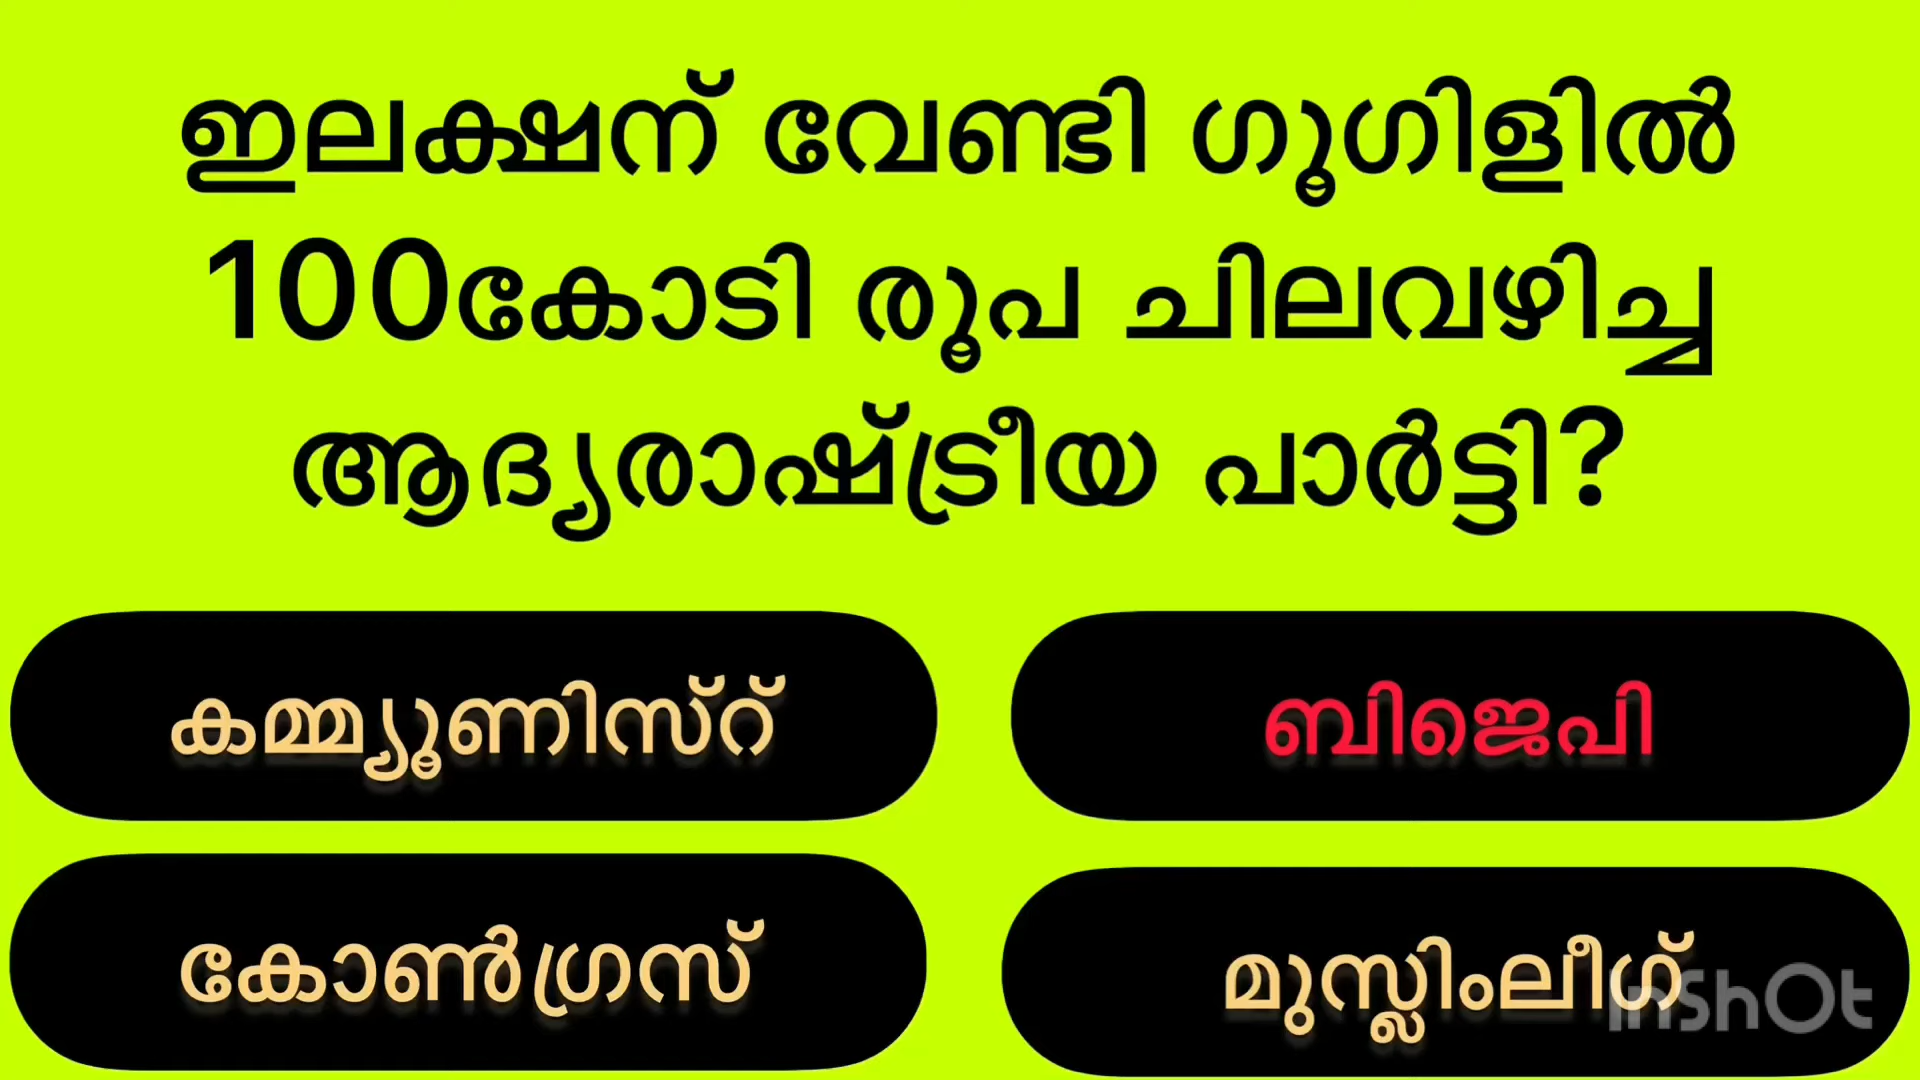 ഇലക്ഷന് വേണ്ടി ഗൂഗിളിൽ
100കോടി രൂപ ചിലവഴിച്ച
ആദ്യരാഷ്ട്രീയ പാർട്ടി?
കമ്മ്യൂണിസ്റ്
ബിജെപി
കോൺഗ്രസ്
മുസ്ലിംലീഗ്
InShOt